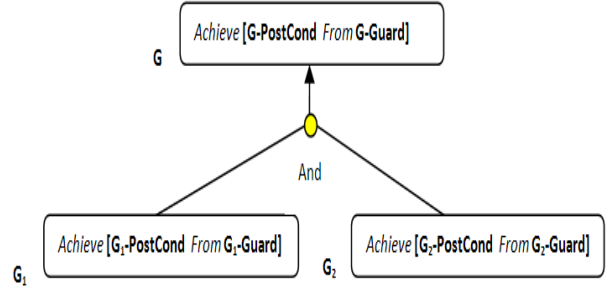 Achieve [G-PostCond From G-Guard]
G
And
Achieve [G₁-PostCond From G₁-Guard]
Achieve [G₂-PostCond From G₂-Guard]
G₁
G₂